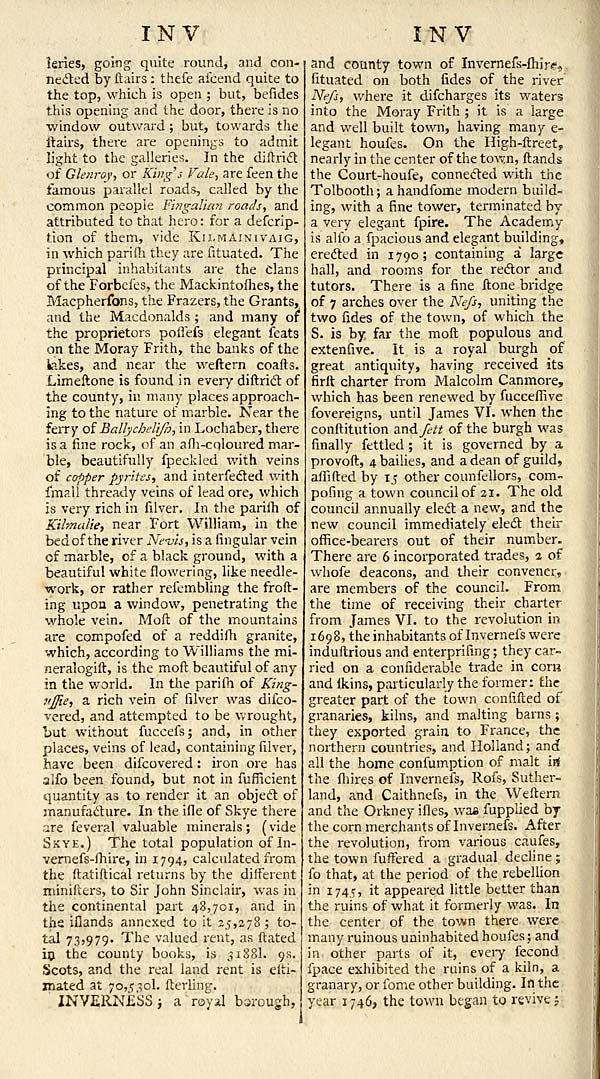 INV
leries, going quite round, and con-
nected by ſtairs: theſe aſcend quite to
the top, which is open; but, beſides
this opening and the door, there is no
window outward; but, towards the
ſtairs, there are openings to admit
light to the galleries. In the diſtrict
of Glenroy, or King's Vale, are ſeen the
famous parallel roads, called by the
common people Fingalian roads, and
attributed to that hero: for a deſcrip-
tion of them, vide KILMAINIVAIG,
in which pariſh they are ſituated. The
principal inhabitants are the clans
of the Forbeſes, the Mackintoſhes, the
Macpherſons, the Frazers, the Grants,
and the Macdonalds; and many of
the proprietors poſſeſs elegant ſeats
on the Moray Frith, the banks of the
lakes, and near the weſtern coaſts.
Limeſtone is found in every diſtrict of
the county, in many places approach-
ing to the nature of marble. Near the
ferry of Ballycheliſh, in Lochaber, there
is a fine rock, of an aſh-coloured mar-
ble, beautifully ſpeckled with veins
of copper pyrites, and interſected with
ſmall thready veins of lead ore, which
is very rich in ſilver. In the pariſh of
Kilmalie, near Fort William, in the
bed of the river Nevis, is a ſingular vein
of marble, of a black ground, with a
beautiful white flowering, like needle-
work, or rather reſembling the froſt-
ing upon a window, penetrating the
whole vein. Moſt of the mountains
are compoſed of a reddiſh granite,
which, according to Williams the mi-
neralogiſt, is the moſt beautiful of any
in the world. In the pariſh of King-
uſſie, a rich vein of ſilver was diſco-
vered, and attempted to be wrought,
but without ſucceſs; and, in other
places, veins of lead, containing ſilver,
have been diſcovered: iron ore has
alſo been found, but not in ſufficient
quantity as to render it an object of
manufacture. In the iſle of Skye there
are ſeveral valuable minerals; (vide
SKYE.) The total population of In-
verneſs-ſhire, in 1794, calculated from
the ſtatiſtical returns by the different
miniſters, to Sir John Sinclair, was in
the continental part 48,701, and in
the iſlands annexed to it 25,278; to-
tal 73,979. The valued rent, as ſtated
in the county books, is 3188l. 9s.
Scots, and the real land rent is eſti-
mated at 70,530l. ſterling.
INVERNESS; a royal borough,
INV
and county town of Inverneſs-ſhire,
ſituated on both ſides of the river
Neſs, where it diſcharges its waters
into the Moray Frith; it is a large
and well built town, having many e-
legant houſes. On the High-ſtreet,
nearly in the center of the town, ſtands
the Court-houſe, connected with the
Tolbooth; a handſome modern build-
ing, with a fine tower, terminated by
a very elegant ſpire. The Academy
is alſo a ſpacious and elegant building,
erected in 1790; containing a large
hall, and rooms for the rector and
tutors. There is a fine ſtone bridge
of 7 arches over the Neſs, uniting the
two ſides of the town, of which the
S. is by far the moſt populous and
extenſive. It is a royal burgh of
great antiquity, having received its
firſt charter from Malcolm Canmore,
which has been renewed by ſucceſſive
ſovereigns, until James VI. when the
conſtitution and ſett of the burgh was
finally ſettled; it is governed by a
provoſt, 4 bailies, and a dean of guild,
aſſiſted by 15 other counſellors, com-
poſing a town council of 21. The old
council annually elect a new, and the
new council immediately elect their
office-bearers out of their number.
There are 6 incorporated trades, 2 of
whoſe deacons, and their convener,
are members of the council. From
the time of receiving their charter
from James VI. to the revolution in
1698, the inhabitants of Inverneſs were
induſtrious and enterpriſing; they car-
ried on a conſiderable trade in corn
and ſkins, particularly the former: the
greater part of the town conſiſted of
granaries, kilns, and malting barns;
they exported grain to France, the
northern countries, and Holland; and
all the home conſumption of malt in
the ſhires of Inverneſs, Roſs, Suther-
land, and Caithneſs, in the Weſtern
and the Orkney iſles, was ſupplied by
the corn merchants of Inverneſs. After
the revolution, from various cauſes,
the town ſuffered a gradual decline;
ſo that, at the period of the rebellion
in 1745, it appeared little better than
the ruins of what it formerly was. In
the center of the town there were
many ruinous uninhabited houſes; and
in other parts of it, every ſecond
ſpace exhibited the ruins of a kiln, a
granary, or ſome other building. In the
year 1746, the town began to revive;